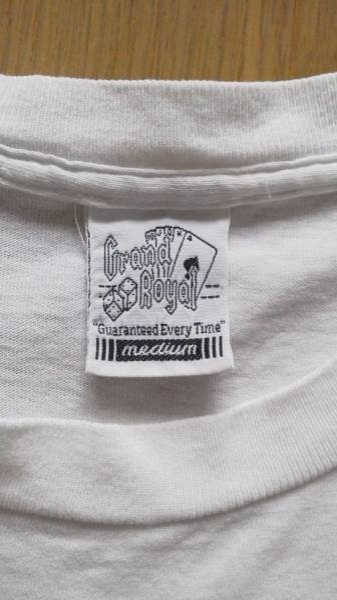 Grand
Royal
"Guaranteed Every Time"
medium